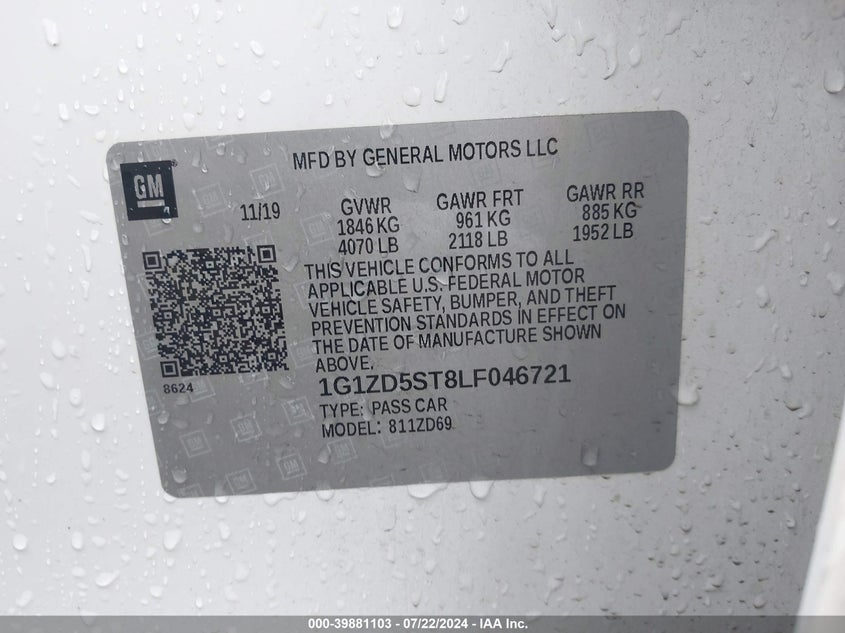 MFD BY GENERAL MOTORS LLC
GM
11/19
GVWR
1846 KG
4070 LB
GAWR FRT
961 KG
2118 LB
GAWR RR
885 KG
1952 LB
THIS VEHICLE CONFORMS TO ALL
APPLICABLE U.S. FEDERAL MOTOR
VEHICLE SAFETY, BUMPER, AND THEFT
PREVENTION STANDARDS IN EFFECT ON
THE DATE OF MANUFACTURE SHOWN
ABOVE.
8624
1G1ZD5ST8LF046721
TYPE: PASS CAR
MODEL: 811ZD69
000-39881103 - 07/22/2024 - IAA Inc.